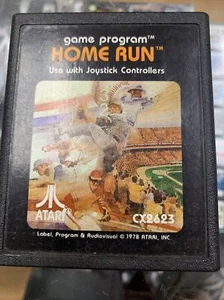 game program™
HOME RUN™
Use with Joystick Controllers
ATARI®
CX2623
Label, Program & Audiovisual © 1978 ATARI, INC.